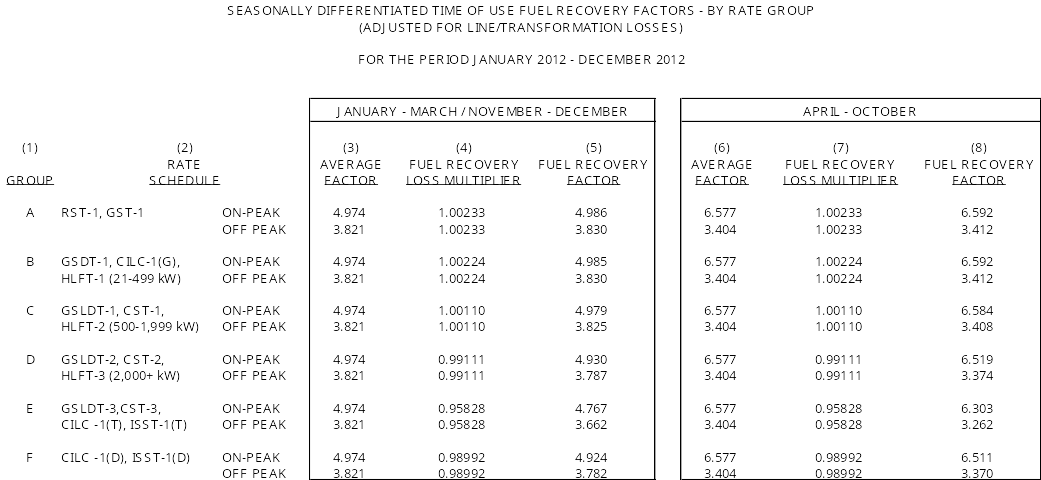 SEASONALLY DIFFERENTIATED TIME OF USE FUEL RECOVERY FACTORS - BY RATE GROUP
(ADJUSTED FOR LINE/TRANSFORMATION LOSSES)
FOR THE PERIOD JANUARY 2012 - DECEMBER 2012
JANUARY - MARCH / NOVEMBER - DECEMBER APRIL - OCTOBER
(1) (2) (3) (4) (5) (6) (7) (8)
RATE AVERAGE FUEL RECOVERY FUEL RECOVERY AVERAGE FUEL RECOVERY FUEL RECOVERY
GROUP SCHEDULE FACTOR LOSS MULTIPLIER FACTOR FACTOR LOSS MULTIPLIER FACTOR
A RST-1, GST-1 ON-PEAK 4.974 1.00233 4.986 6.577 1.00233 6.592
OFF PEAK 3.821 1.00233 3.830 3.404 1.00233 3.412
B GSDT-1, CILC-1(G), ON-PEAK 4.974 1.00224 4.985 6.577 1.00224 6.592
HLFT-1 (21-499 kW) OFF PEAK 3.821 1.00224 3.830 3.404 1.00224 3.412
C GSLDT-1, CST-1, ON-PEAK 4.974 1.00110 4.979 6.577 1.00110 6.584
HLFT-2 (500-1,999 kW) OFF PEAK 3.821 1.00110 3.825 3.404 1.00110 3.408
D GSLDT-2, CST-2, ON-PEAK 4.974 0.99111 4.930 6.577 0.99111 6.519
HLFT-3 (2,000+ kW) OFF PEAK 3.821 0.99111 3.787 3.404 0.99111 3.374
E GSLDT-3,CST-3, ON-PEAK 4.974 0.95828 4.767 6.577 0.95828 6.303
CILC -1(T), ISST-1(T) OFF PEAK 3.821 0.95828 3.662 3.404 0.95828 3.262
F CILC -1(D), ISST-1(D) ON-PEAK 4.974 0.98992 4.924 6.577 0.98992 6.511
OFF PEAK 3.821 0.98992 3.782 3.404 0.98992 3.370